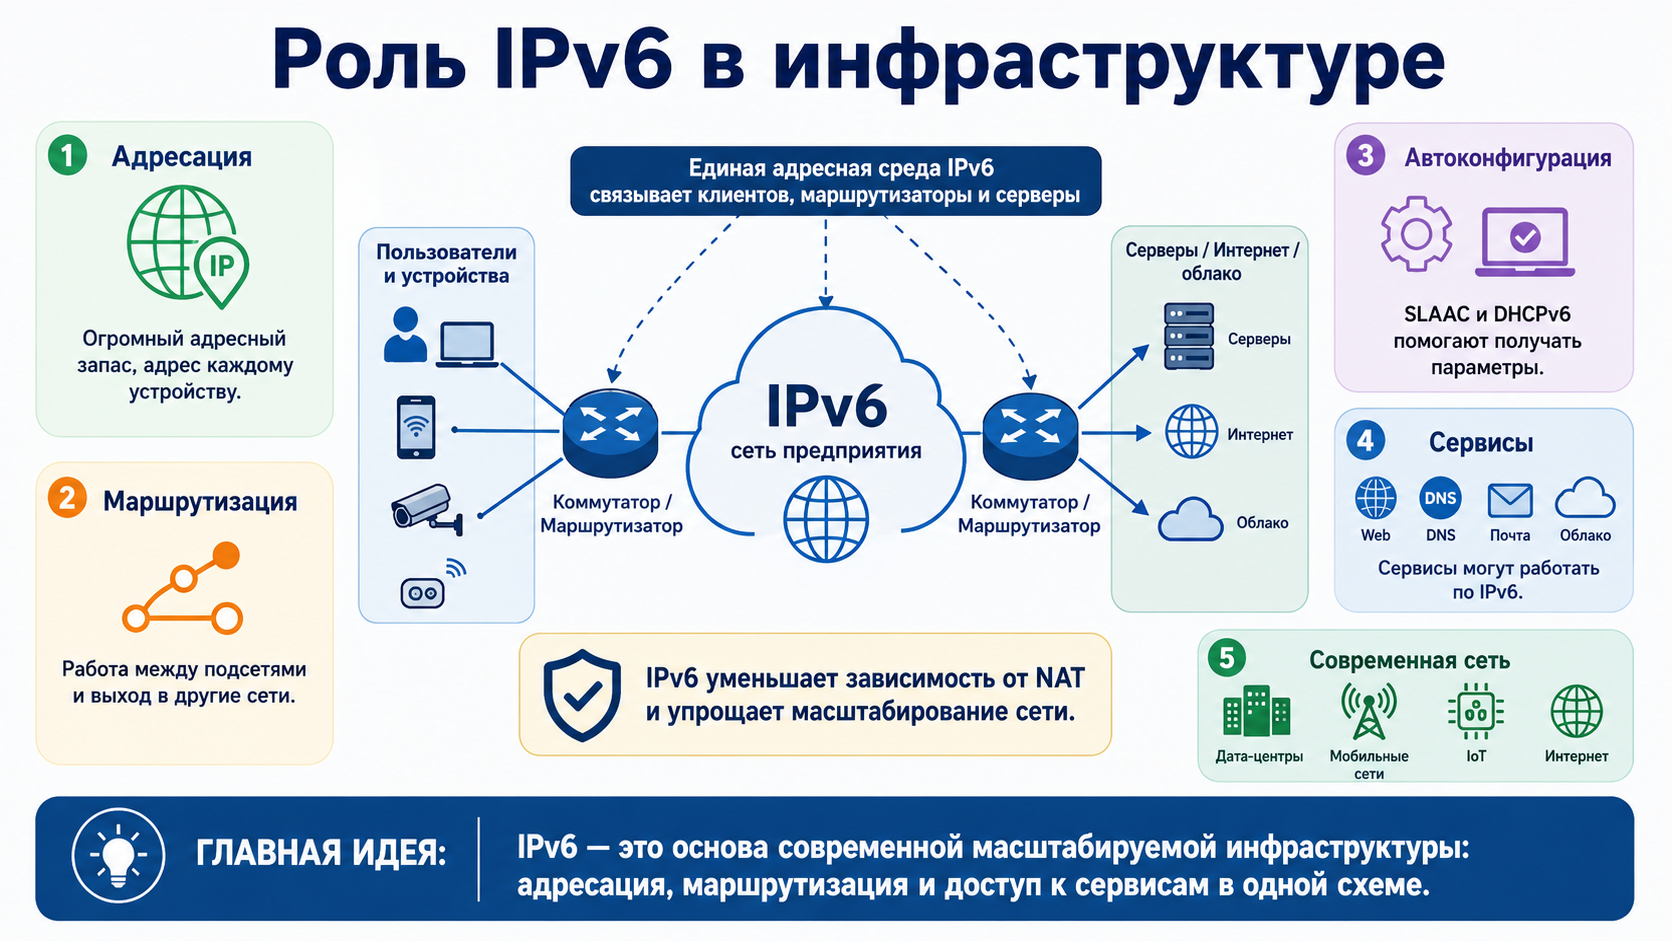 Роль IPv6 в инфраструктуре
1
Адресация
IP
Огромный адресный
запас, адрес каждому
устройству.
2
Маршрутизация
Работа между подсетями
и выход в другие сети.
Единая адресная среда IPv6
связывает клиентов, маршрутизаторы и серверы
Пользователи
и устройства
Коммутатор /
Маршрутизатор
IPv6
сеть предприятия
Коммутатор /
Маршрутизатор
Серверы / Интернет /
облако
Серверы
Интернет
Облако
IPv6 уменьшает зависимость от NAT
и упрощает масштабирование сети.
3
Автоконфигурация
SLAAC и DHCPv6
помогают получать
параметры.
4
Сервисы
DNS
Web
DNS
Почта
Облако
Сервисы могут работать
по IPv6.
5
Современная сеть
Дата-центры
Мобильные
сети
IoT
Интернет
ГЛАВНАЯ ИДЕЯ:
IPv6 — это основа современной масштабируемой инфраструктуры:
адресация, маршрутизация и доступ к сервисам в одной схеме.